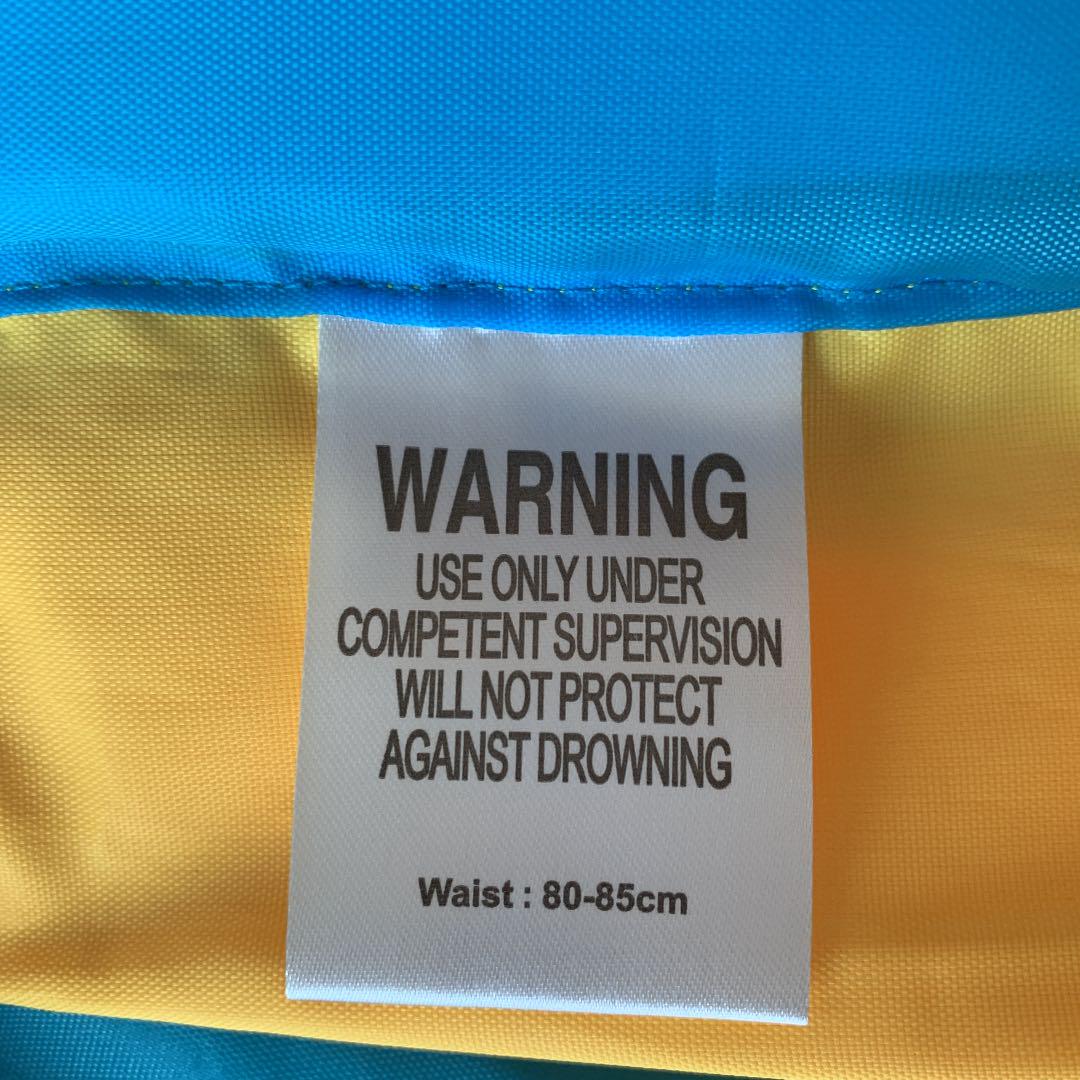 WARNING
USE ONLY UNDER
COMPETENT SUPERVISION
WILL NOT PROTECT
AGAINST DROWNING
Waist : 80-85cm